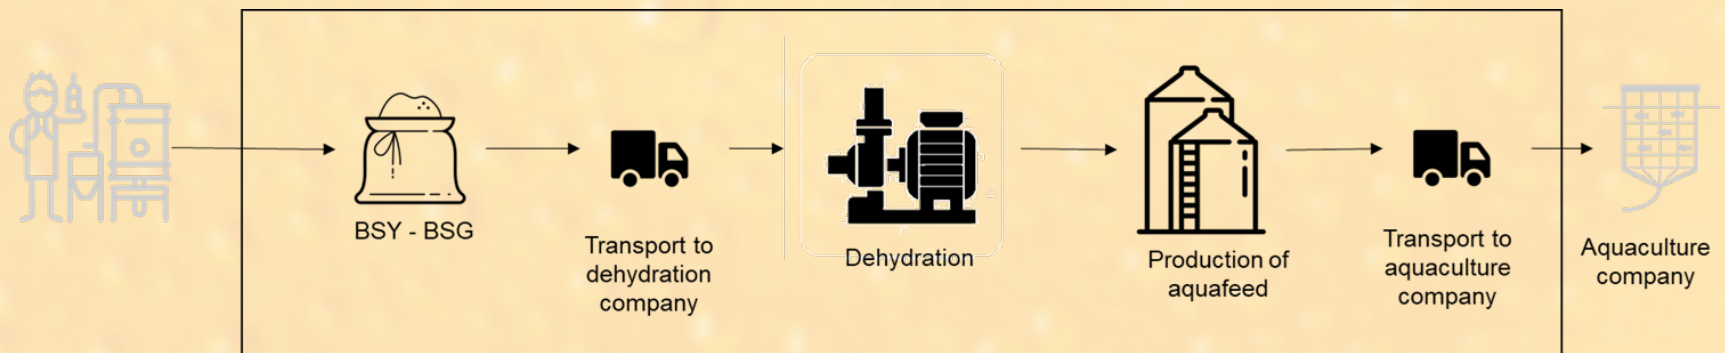 BSY - BSG
Transport to
dehydration
company
Dehydration
Production of
aquafeed
Transport to
aquaculture
company
Aquaculture
company